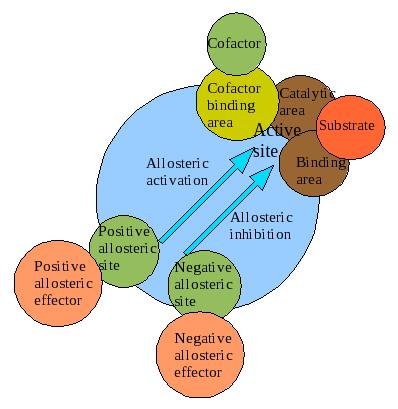 Cofactor
Cofactor
binding
area
Catalytic
area
Active
site
Substrate
Binding
area
Allosteric
activation
Allosteric
inhibition
Positive
allosteric
site
Negative
allosteric
site
Positive
allosteric
effector
Negative
allosteric
effector